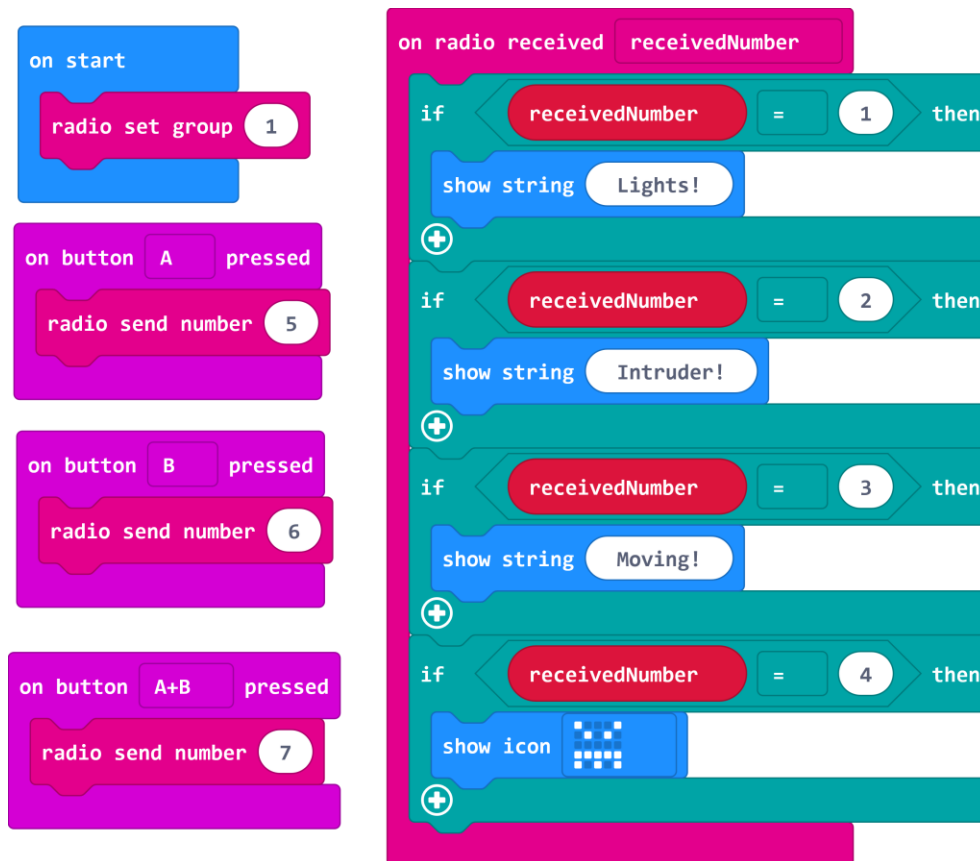 on start
radio set group 1
on button A pressed
radio send number 5
on button B pressed
radio send number 6
on button A+B pressed
radio send number 7
on radio received receivedNumber
if receivedNumber = 1 then
show string Lights!
if receivedNumber = 2 then
show string Intruder!
if receivedNumber = 3 then
show string Moving!
if receivedNumber = 4 then
show icon